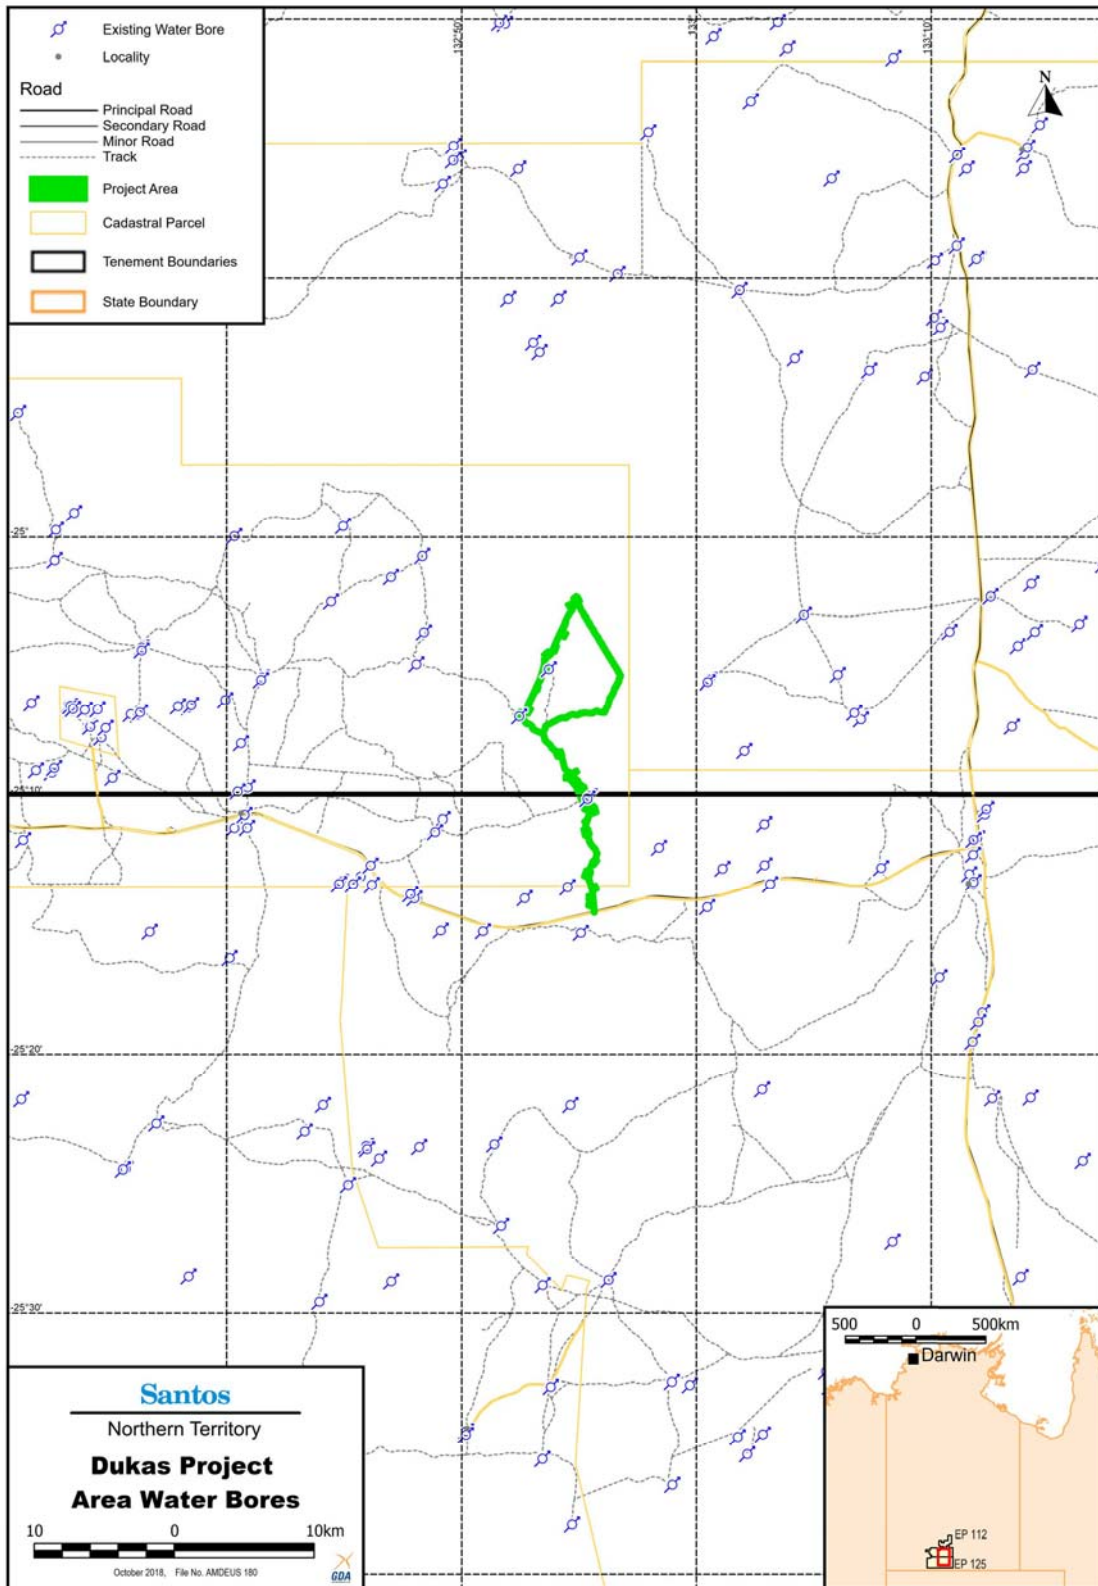 Existing Water Bore
Locality
Road
Principal Road
Secondary Road
Minor Road
Track
Project Area
Cadastral Parcel
Tenement Boundaries
State Boundary
132°50'
133°
133°10'
N
-25°
-25°10'
-25°20'
-25°30'
Santos
Northern Territory
Dukas Project
Area Water Bores
10 0 10km
October 2018, File No. AMDEUS 180
GDA
500 0 500km
Darwin
EP 112
EP 125